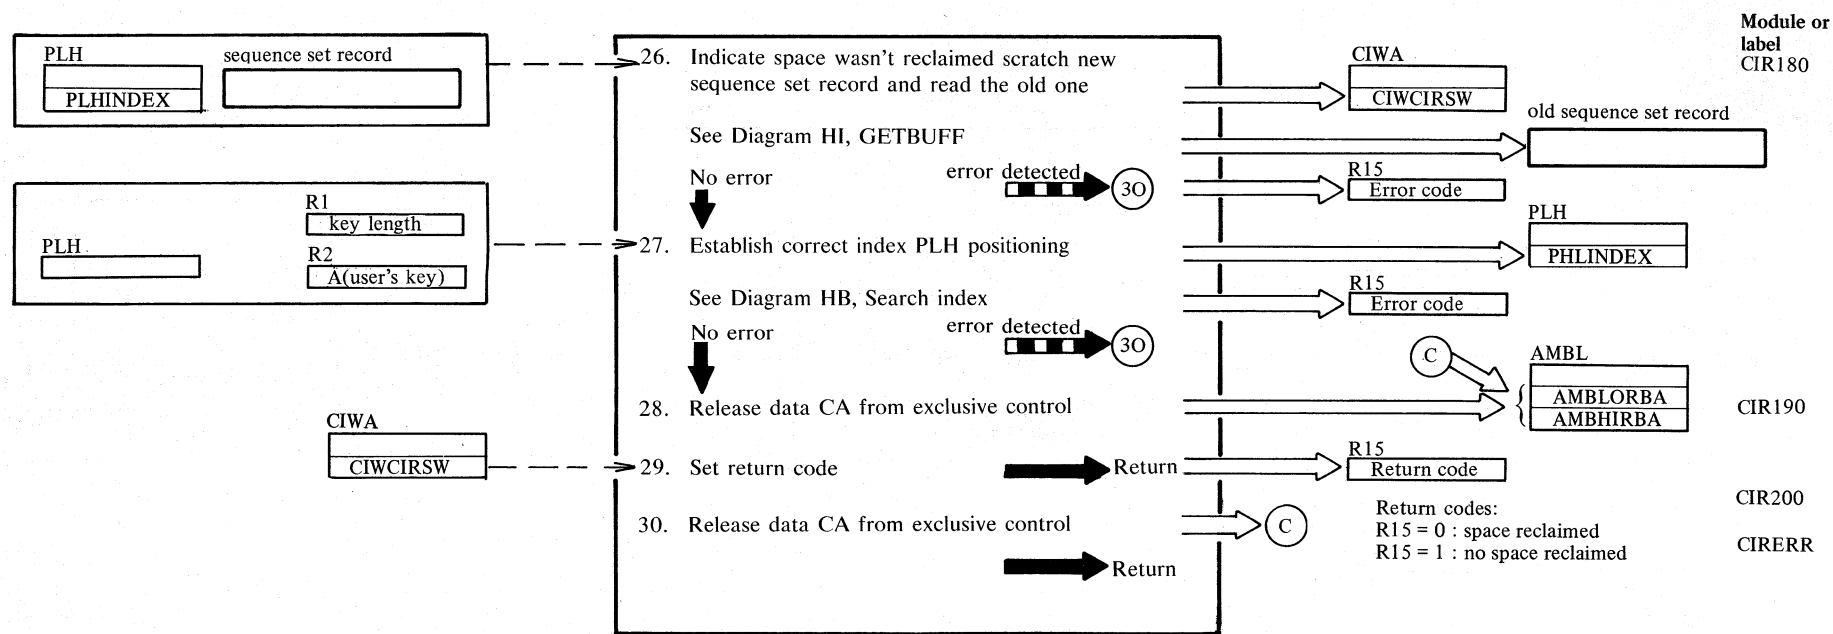 Module or
label
CIR180
PLH
sequence set record
PLHINDEX
26. Indicate space wasn't reclaimed scratch new
sequence set record and read the old one
CIWA
CIWCIRSW
See Diagram HI, GETBUFF
old sequence set record
No error
error detected
30
R15
Error code
R1
key length
PLH
R2
A(user's key)
27. Establish correct index PLH positioning
PLH
PHLINDEX
See Diagram HB, Search index
R15
Error code
No error
error detected
30
C
AMBL
AMBLORBA
AMBHIRBA
28. Release data CA from exclusive control
CIR190
CIWA
CIWCIRSW
29. Set return code
Return
R15
Return code
CIR200
30. Release data CA from exclusive control
C
Return codes:
R15 = 0 : space reclaimed
R15 = 1 : no space reclaimed
CIRERR
Return